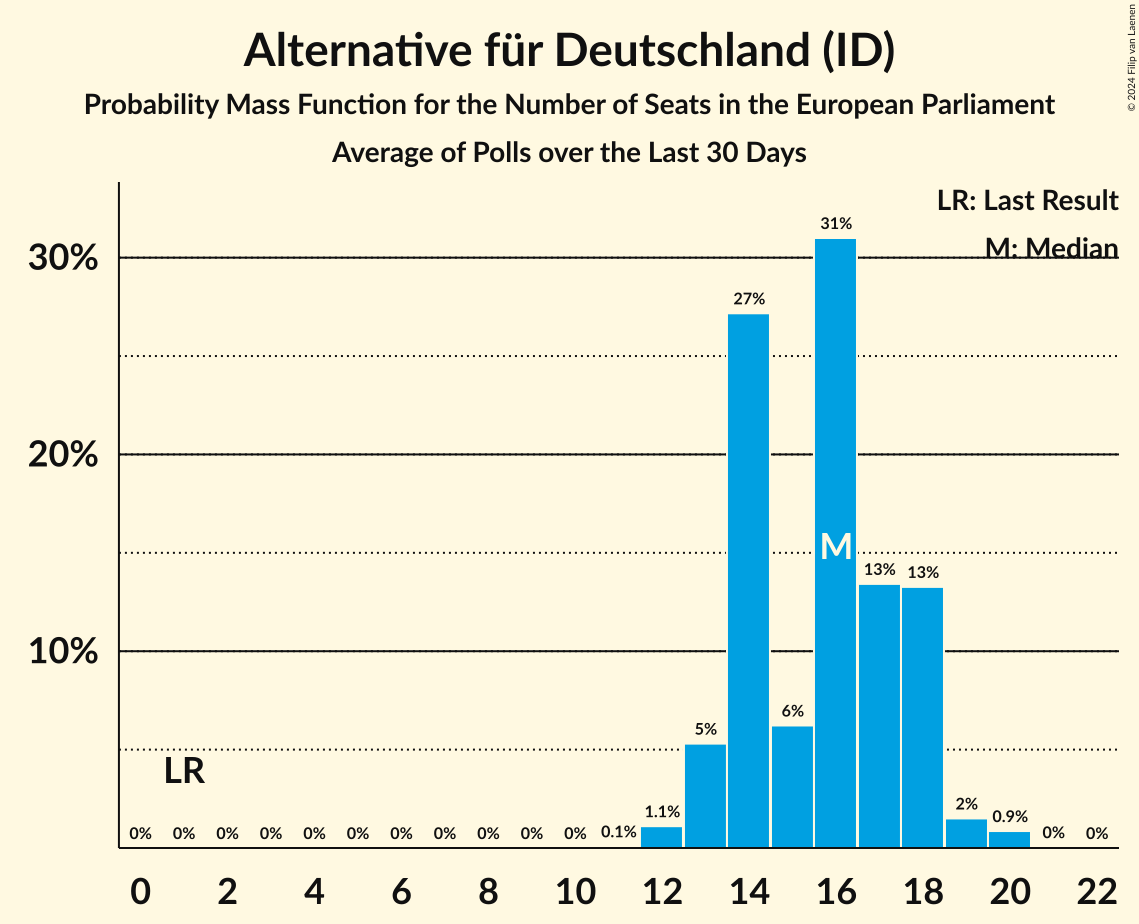 Alternative für Deutschland (ID)
Probability Mass Function for the Number of Seats in the European Parliament
Average of Polls over the Last 30 Days
© 2024 Filip van Laenen
LR: Last Result
M: Median
30%
20%
10%
31%
27%
M
13%
13%
6%
5%
LR
2%
1.1%
0.9%
0%
0%
0%
0%
0%
0%
0%
0%
0%
0%
0%
0.1%
0%
0%
0 2 4 6 8 10 12 14 16 18 20 22